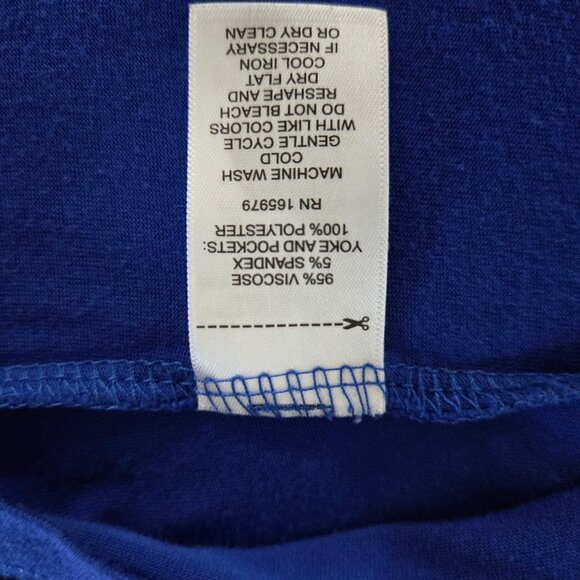 95% VISCOSE
5% SPANDEX
YOKE AND POCKETS:
100% POLYESTER
RN 165979
MACHINE WASH
COLD
GENTLE CYCLE
WITH LIKE COLORS
DO NOT BLEACH
RESHAPE AND
DRY FLAT
COOL IRON
IF NECESSARY
OR DRY CLEAN